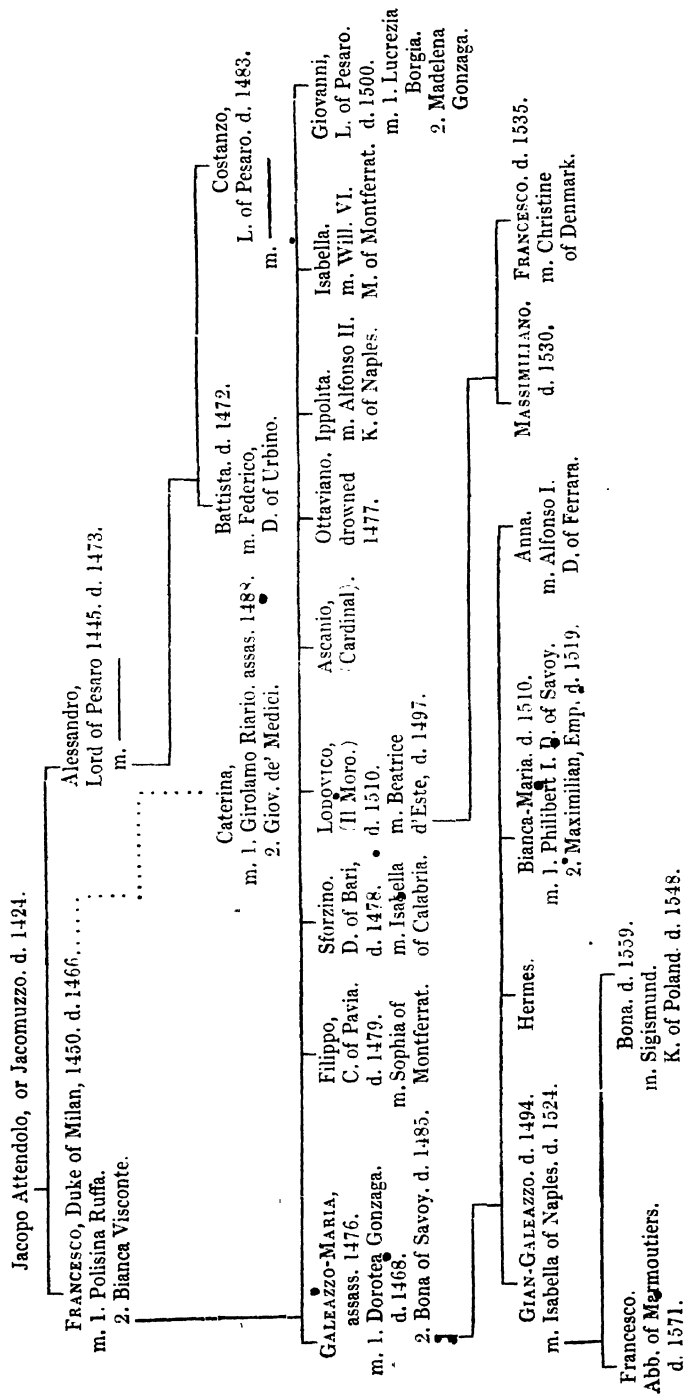 Jacopo Attendolo, or Jacomuzzo. d. 1424.
FRANCESCO, Duke of Milan, 1450. d. 1466.
m. 1. Polisina Ruffa.
2. Bianca Visconte.
Alessandro,
Lord of Pesaro 1445. d. 1473.
m.
Caterina,
m. 1. Girolamo Riario. assas. 1488.
2. Giov. de' Medici.
Battista. d. 1472.
m. Federico,
D. of Urbino.
Costanzo,
L. of Pesaro. d. 1483.
m.
GALEAZZO-MARIA,
assass. 1476.
m. 1. Dorotea Gonzaga.
d. 1468.
2. Bona of Savoy. d. 1485.
Filippo,
C. of Pavia.
d. 1479.
m. Sophia of
Montferrat.
Sforzino.
D. of Bari,
d. 1478.
m. Isabella
of Calabria.
LODOVICO,
(Il Moro.)
d. 1510.
m. Beatrice
d'Este, d. 1497.
Ascanio,
(Cardinal).
Ottaviano.
drowned
1477.
Ippolita.
m. Alfonso II.
K. of Naples.
Isabella.
m. Will. VI.
M. of Montferrat.
Giovanni,
L. of Pesaro.
d. 1500.
m. 1. Lucrezia
Borgia.
2. Madelena
Gonzaga.
GIAN-GALEAZZO. d. 1494.
m. Isabella of Naples. d. 1524.
Hermes.
Bianca-Maria. d. 1510.
m. 1. Philibert I. D. of Savoy.
2. Maximilian, Emp. d. 1519.
Anna.
m. Alfonso I.
D. of Ferrara.
MASSIMILIANO.
d. 1530.
FRANCESCO. d. 1535.
m. Christine
of Denmark.
Francesco.
Abb. of Marmoutiers.
d. 1571.
Bona. d. 1559.
m. Sigismund.
K. of Poland. d. 1548.